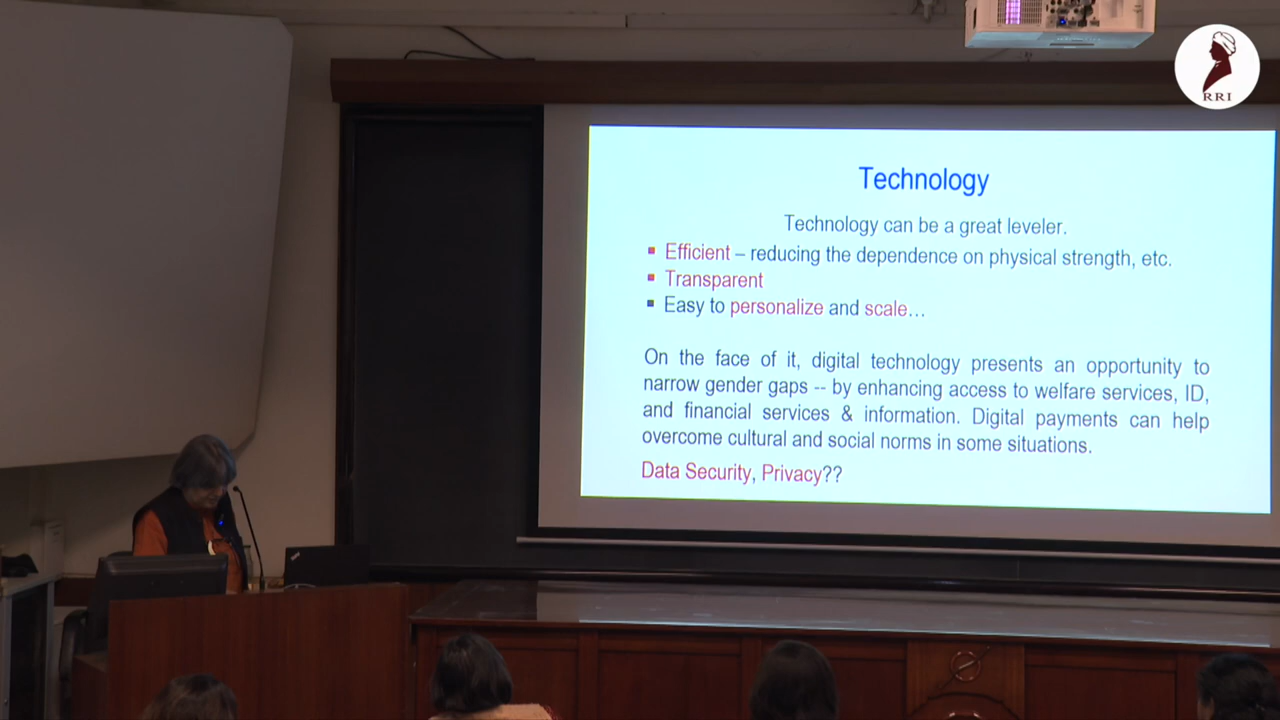 RRI
Technology
Technology can be a great leveler.
Efficient – reducing the dependence on physical strength, etc.
Transparent
Easy to personalize and scale...
On the face of it, digital technology presents an opportunity to
narrow gender gaps -- by enhancing access to welfare services, ID,
and financial services & information. Digital payments can help
overcome cultural and social norms in some situations.
Data Security, Privacy??